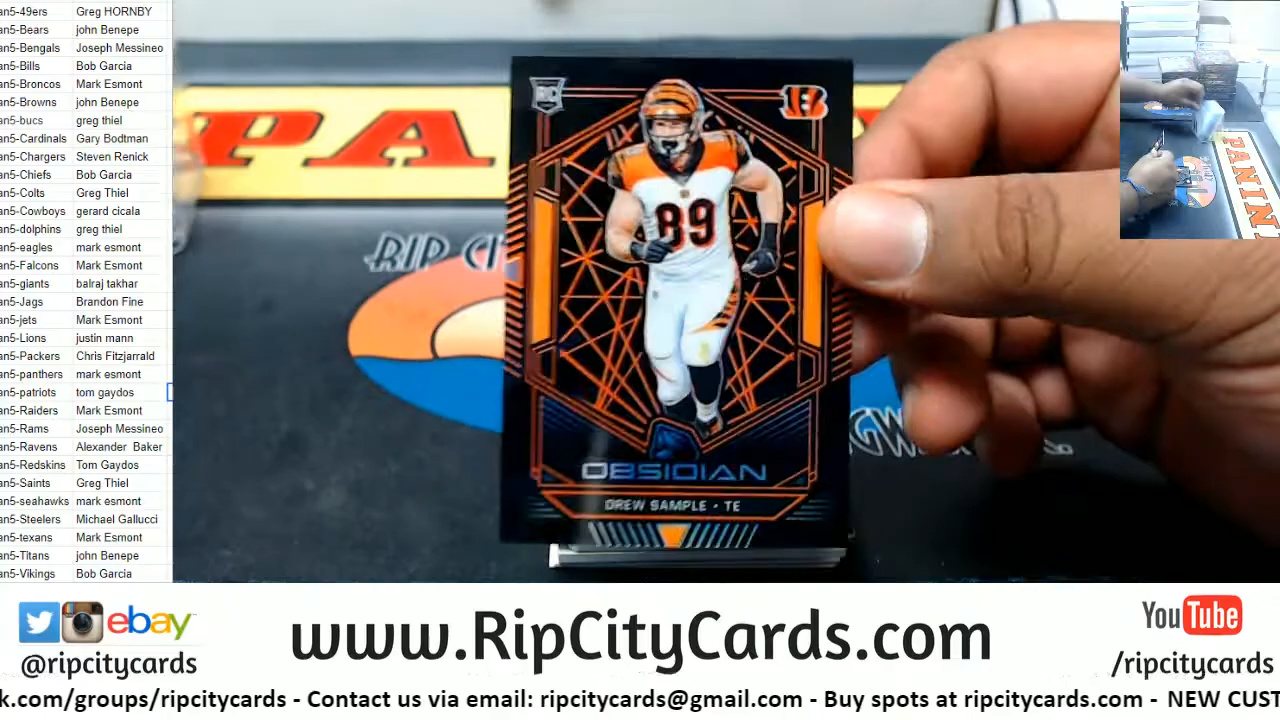 an5-49ers Greg HORNBY
an5-Bears john Benepe
an5-Bengals Joseph Messineo
an5-Bills Bob Garcia
an5-Broncos Mark Esmont
an5-Browns john Benepe
an5-bucs greg thiel
an5-Cardinals Gary Bodtman
an5-Chargers Steven Renick
an5-Chiefs Bob Garcia
an5-Colts Greg Thiel
an5-Cowboys gerard cicala
an5-dolphins greg thiel
an5-eagles mark esmont
an5-Falcons Mark Esmont
an5-giants balraj takhar
an5-Jags Brandon Fine
an5-jets Mark Esmont
an5-Lions justin mann
an5-Packers Chris Fitzjarrald
an5-panthers mark esmont
an5-patriots tom gaydos
an5-Raiders Mark Esmont
an5-Rams Joseph Messineo
an5-Ravens Alexander Baker
an5-Redskins Tom Gaydos
an5-Saints Greg Thiel
an5-seahawks mark esmont
an5-Steelers Michael Gallucci
an5-texans Mark Esmont
an5-Titans john Benepe
an5-Vikings Bob Garcia
PA
RIP CI
RC
B
89
OBSIDIAN
DREW SAMPLE · TE
PANINI
ebay
@ripcitycards
www.RipCityCards.com
YouTube
/ripcitycards
k.com/groups/ripcitycards - Contact us via email: ripcitycards@gmail.com - Buy spots at ripcitycards.com - NEW CUST